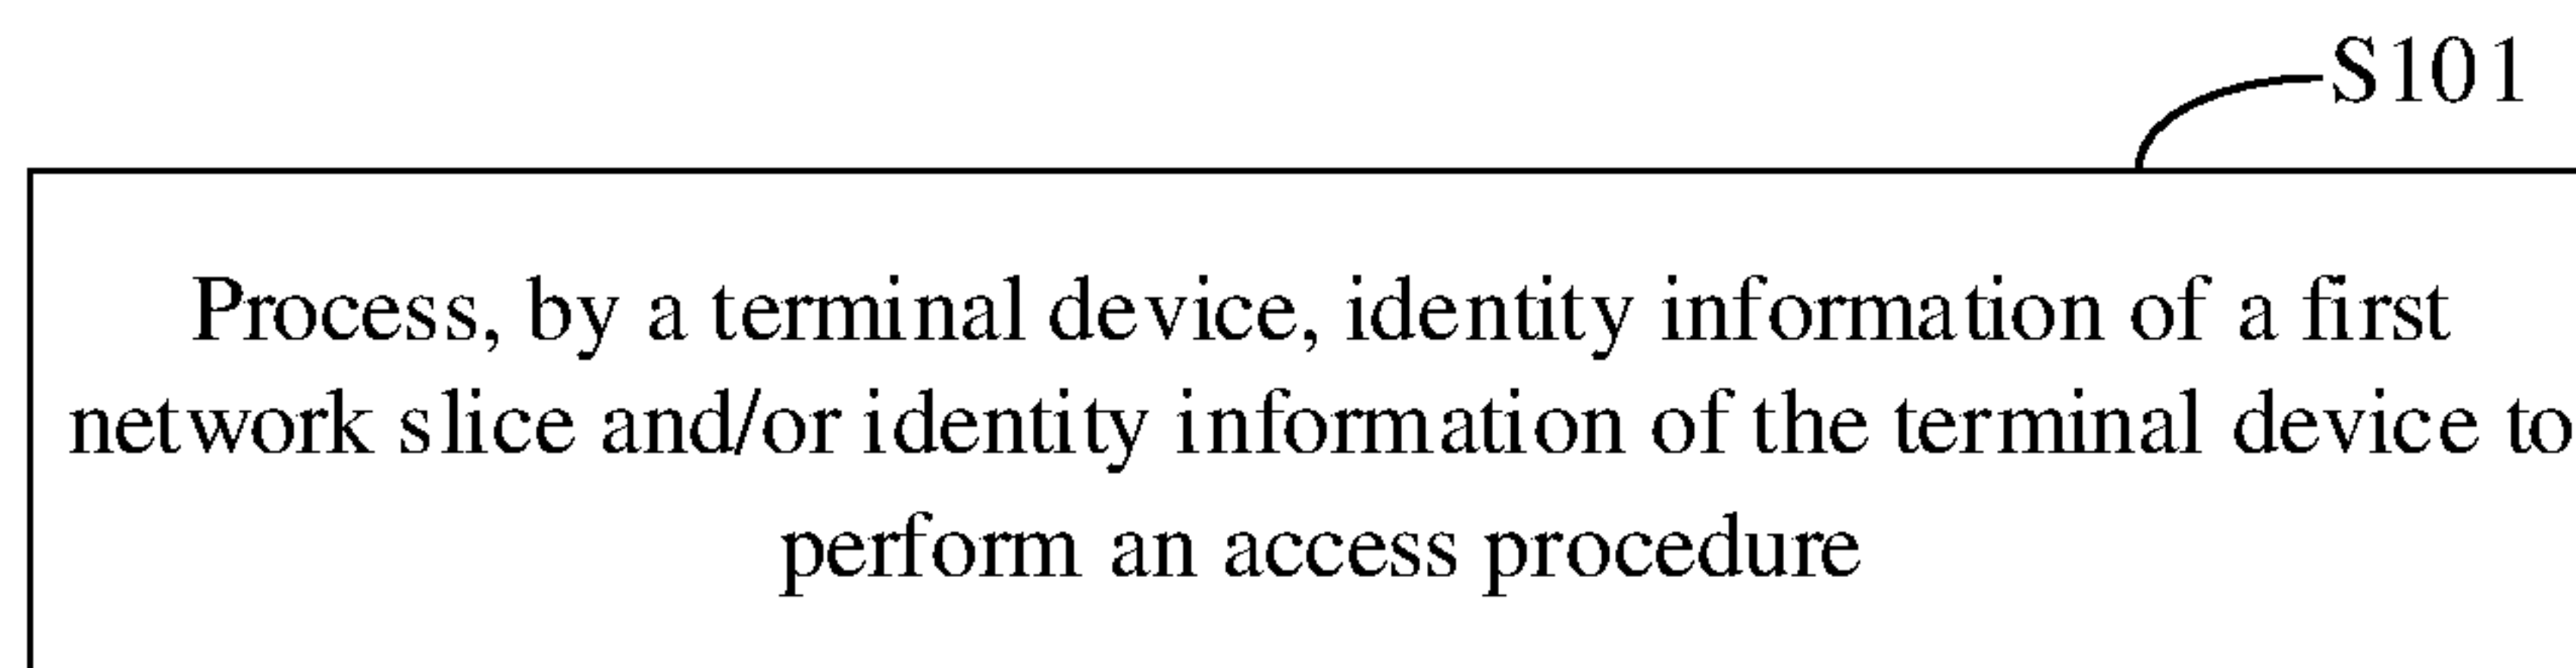 S101
Process, by a terminal device, identity information of a first
network slice and/or identity information of the terminal device to
perform an access procedure